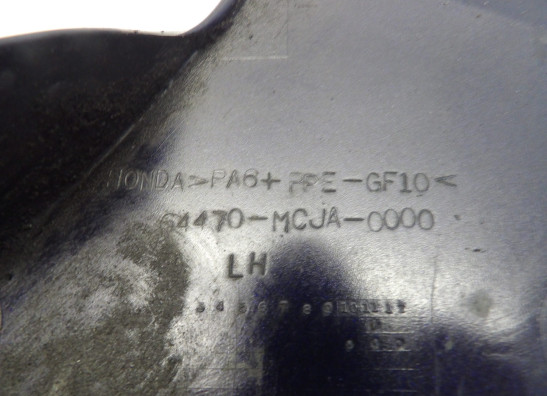 HONDA >PA6+ PPE-GF10<
64470-MCJA-0000
LH